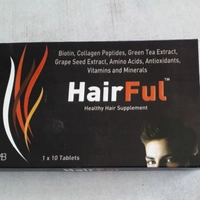 Biotin, Collagen Peptides, Green Tea Extract,
Grape Seed Extract, Amino Acids, Antioxidants,
Vitamins and Minerals
HairFul™
Healthy Hair Supplement
1 x 10 Tablets